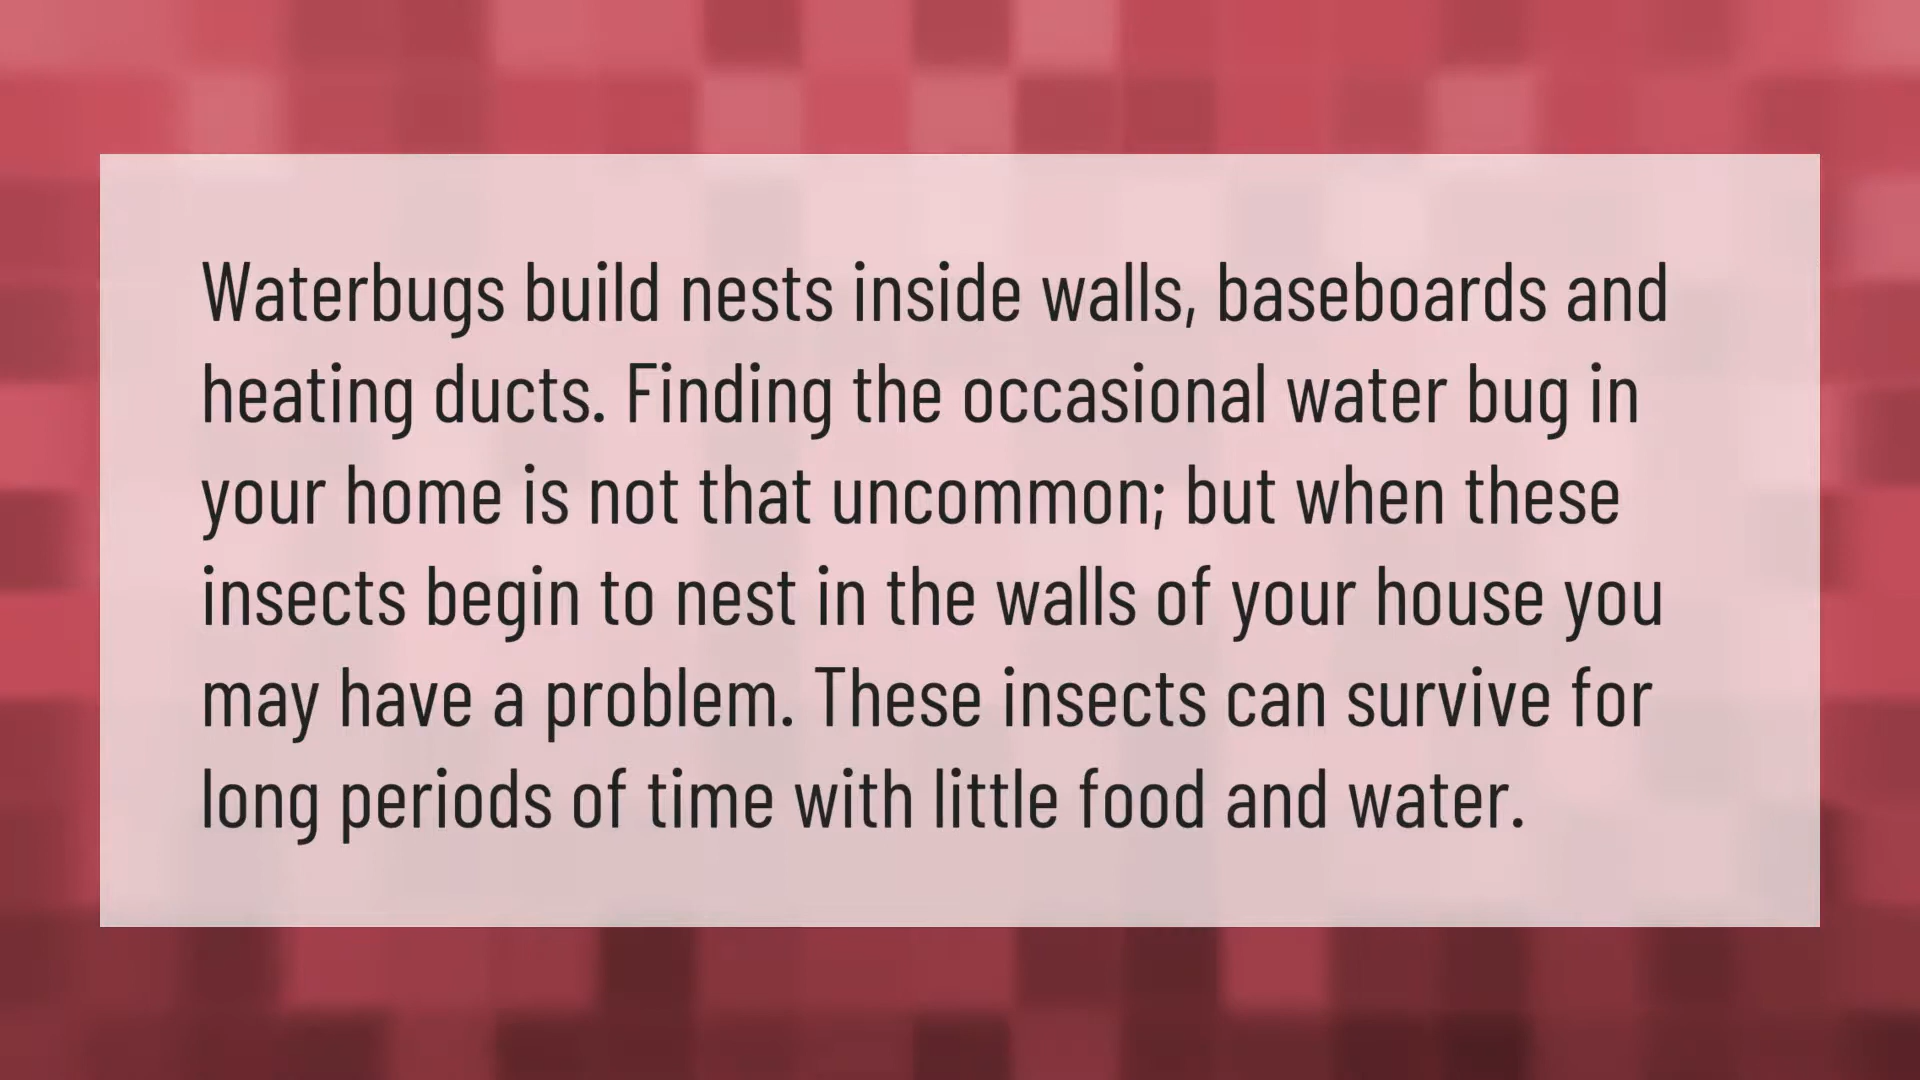 Waterbugs build nests inside walls, baseboards and
heating ducts. Finding the occasional water bug in
your home is not that uncommon; but when these
insects begin to nest in the walls of your house you
may have a problem. These insects can survive for
long periods of time with little food and water.